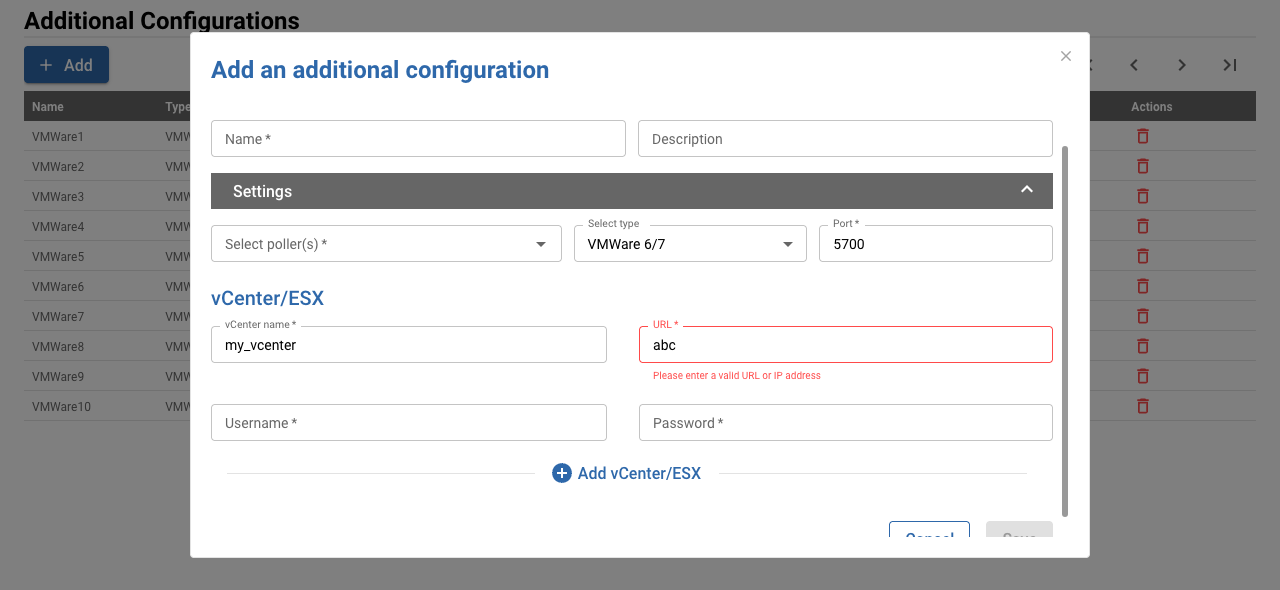 Additional Configurations
Add
Add an additional configuration
Name Type Actions
Name * Description
VMWare1 VMW
VMWare2 VMW
Settings
VMWare3 VMW
VMWare4 VMW
Select poller(s) * Select type VMWare 6/7 Port * 5700
VMWare5 VMW
VMWare6 VMW
vCenter/ESX
VMWare7 VMW
vCenter name * URL *
my_vcenter abc
VMWare8 VMW
Please enter a valid URL or IP address
VMWare9 VMW
VMWare10 VMW
Username * Password *
Add vCenter/ESX
Cancel Save